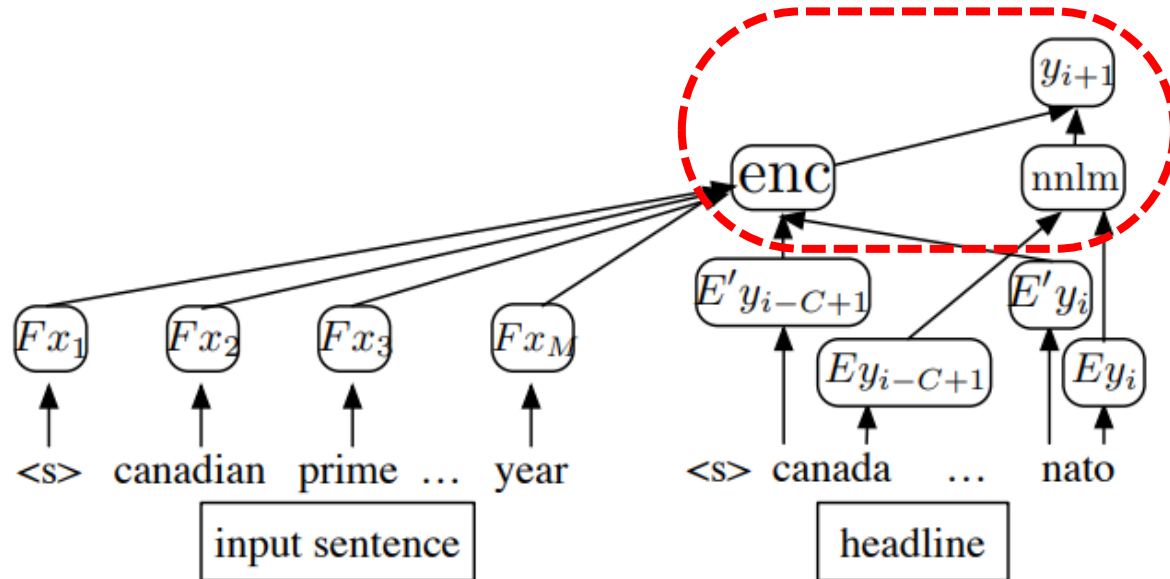 y_{i+1}
enc nnlm
E'y_{i-C+1} E'y_i
Fx_1 Fx_2 Fx_3 Fx_M Ey_{i-C+1} Ey_i
<s> canadian prime … year <s> canada … nato
input sentence headline